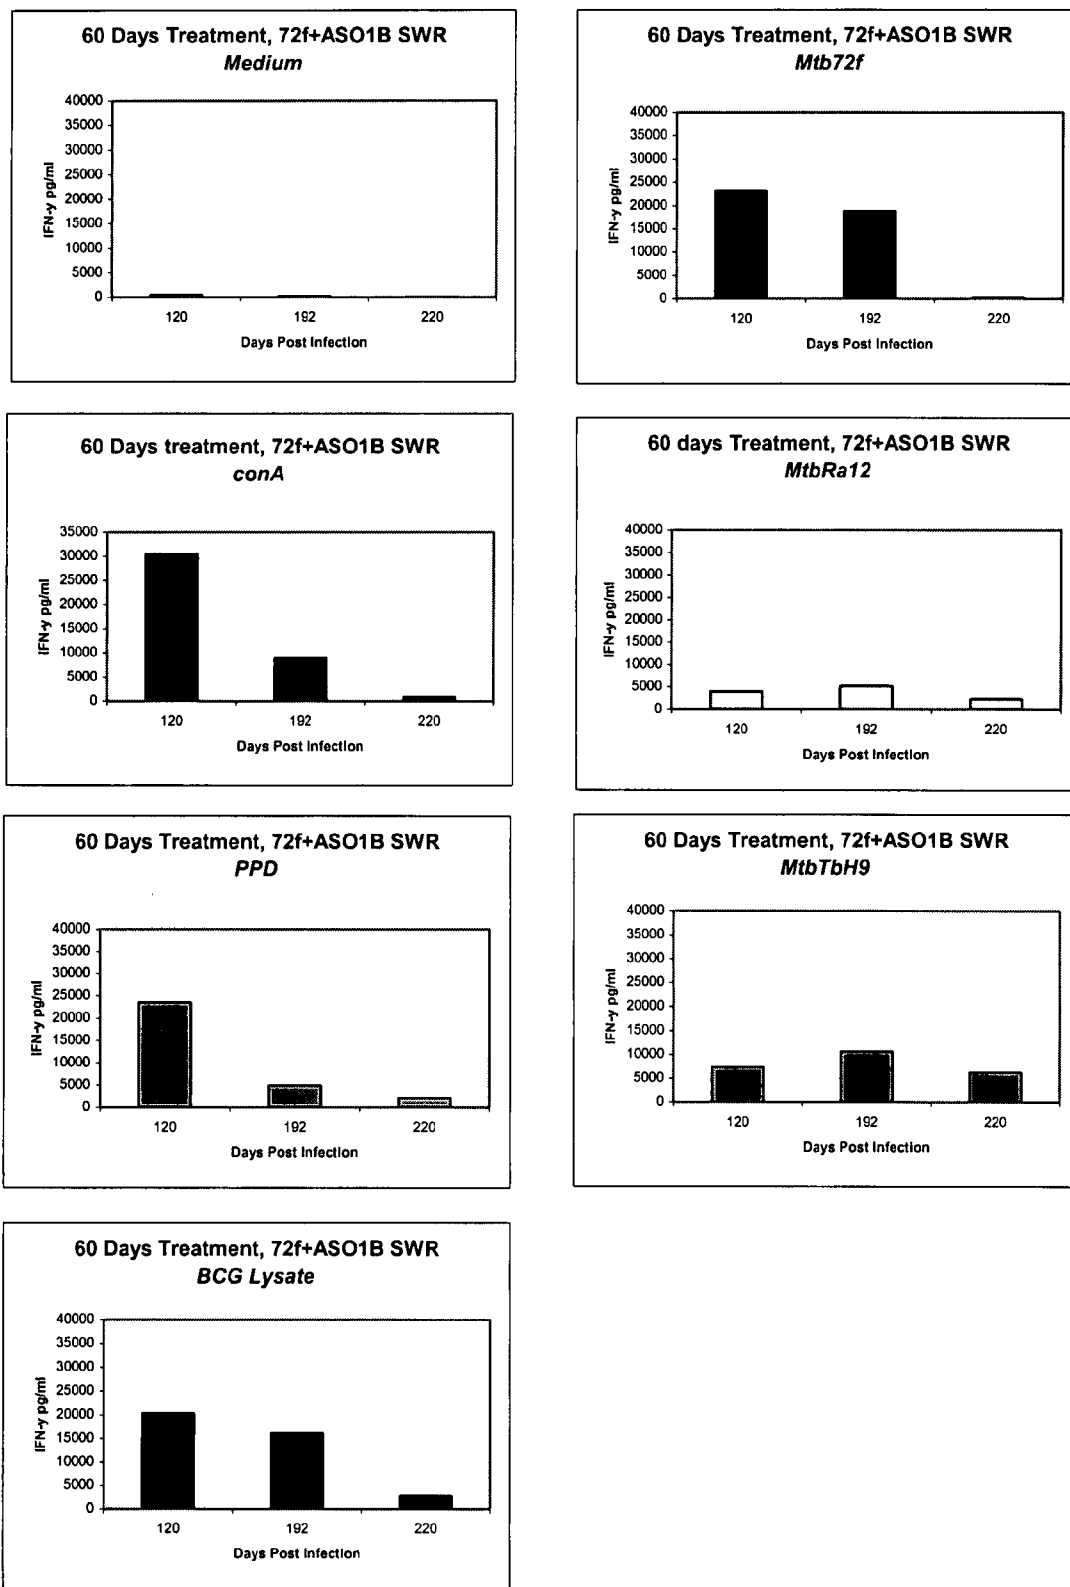 60 Days Treatment, 72f+ASO1B SWR
Medium
40000
35000
30000
25000
20000
15000
10000
5000
0
IFN-y pg/ml
120
192
220
Days Post Infection
60 Days Treatment, 72f+ASO1B SWR
Mtb72f
40000
35000
30000
25000
20000
15000
10000
5000
0
IFN-y pg/ml
120
192
220
Days Post Infection
60 Days treatment, 72f+ASO1B SWR
conA
35000
30000
25000
20000
15000
10000
5000
0
IFN-y pg/ml
120
192
220
Days Post Infection
60 days Treatment, 72f+ASO1B SWR
MtbRa12
40000
35000
30000
25000
20000
15000
10000
5000
0
IFN-y pg/ml
120
192
220
Days Post Infection
60 Days Treatment, 72f+ASO1B SWR
PPD
40000
35000
30000
25000
20000
15000
10000
5000
0
IFN-y pg/ml
120
192
220
Days Post Infection
60 Days Treatment, 72f+ASO1B SWR
MtbTbH9
40000
35000
30000
25000
20000
15000
10000
5000
0
IFN-y pg/ml
120
192
220
Days Post Infection
60 Days Treatment, 72f+ASO1B SWR
BCG Lysate
40000
35000
30000
25000
20000
15000
10000
5000
0
IFN-y pg/ml
120
192
220
Days Post Infection